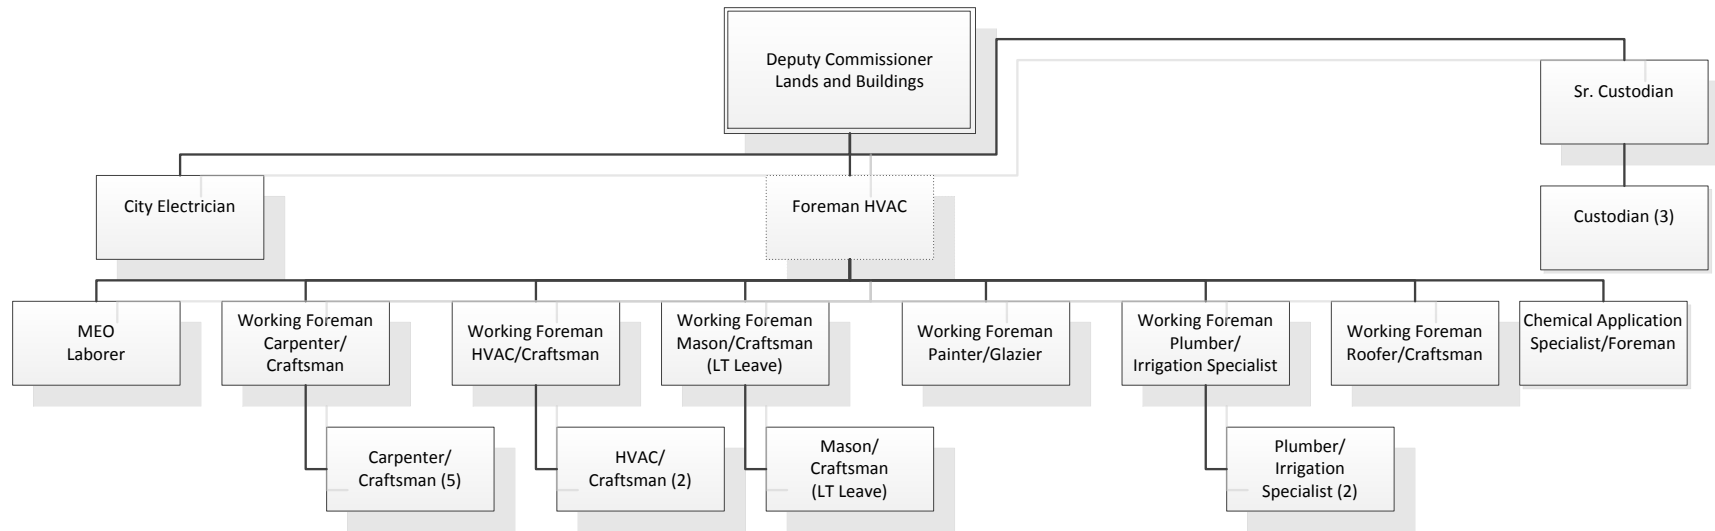 Deputy Commissioner
Lands and Buildings
Sr. Custodian
City Electrician
Foreman HVAC
Custodian (3)
MEO
Laborer
Working Foreman
Carpenter/
Craftsman
Working Foreman
HVAC/Craftsman
Working Foreman
Mason/Craftsman
(LT Leave)
Working Foreman
Painter/Glazier
Working Foreman
Plumber/
Irrigation Specialist
Working Foreman
Roofer/Craftsman
Chemical Application
Specialist/Foreman
Carpenter/
Craftsman (5)
HVAC/
Craftsman (2)
Mason/
Craftsman
(LT Leave)
Plumber/
Irrigation
Specialist (2)